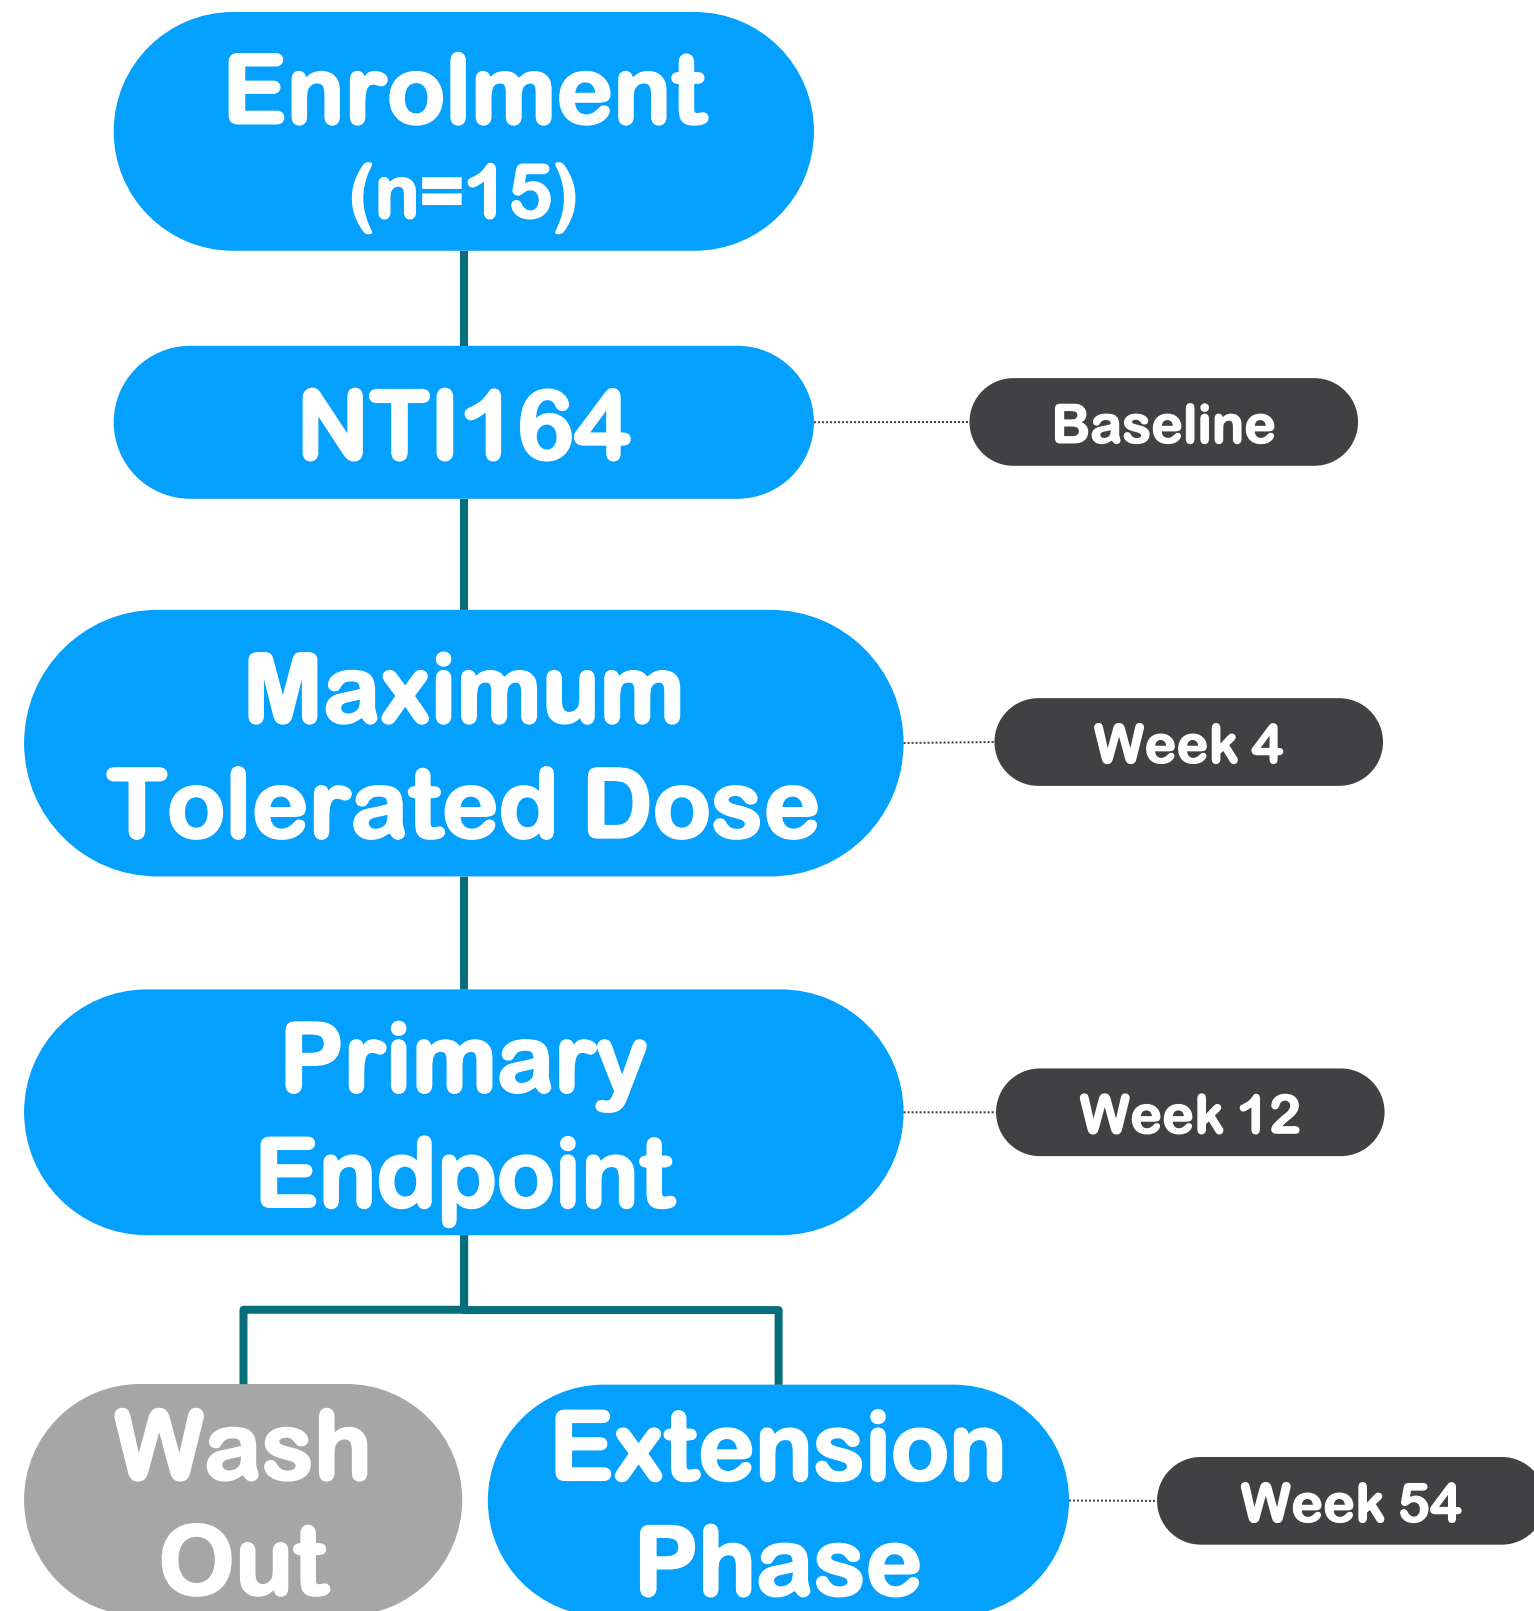 Enrolment
(n=15)
NTI164
Baseline
Maximum
Tolerated Dose
Week 4
Primary
Endpoint
Week 12
Wash
Out
Extension
Phase
Week 54